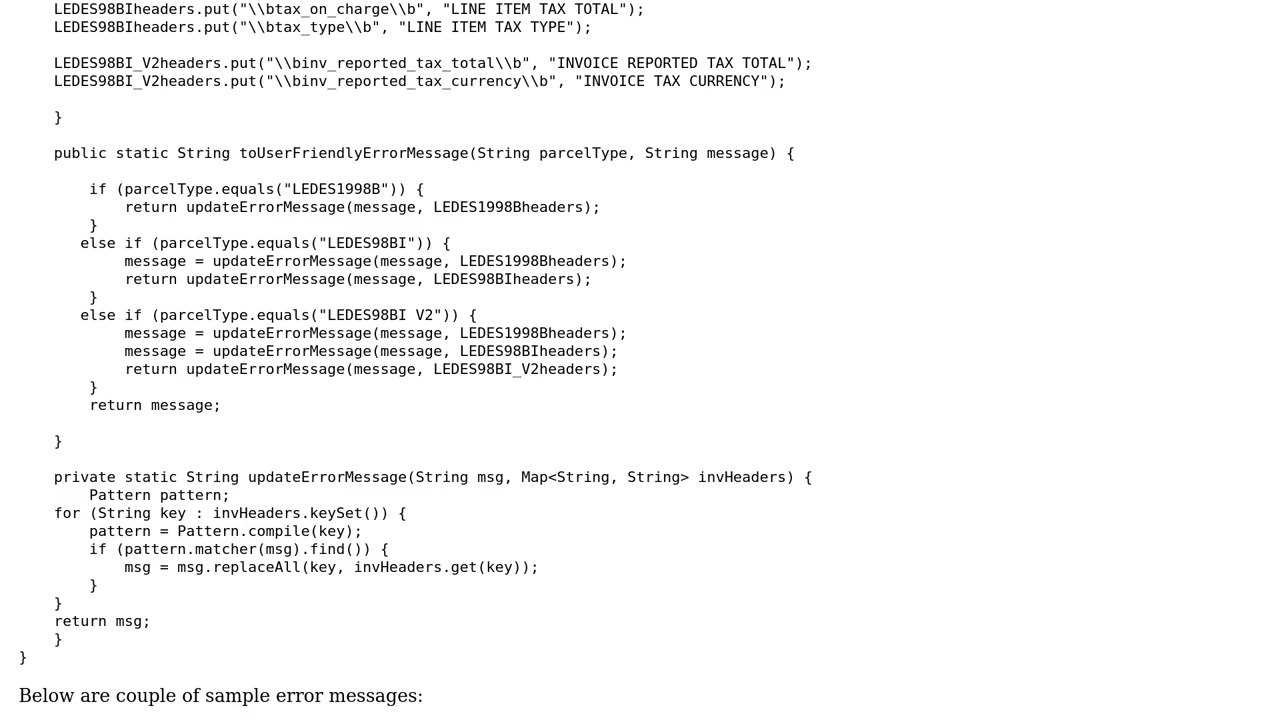 LEDES98BIheaders.put("\\btax_on_charge\\b", "LINE ITEM TAX TOTAL");
LEDES98BIheaders.put("\\btax_type\\b", "LINE ITEM TAX TYPE");
LEDES98BI_V2headers.put("\\binv_reported_tax_total\\b", "INVOICE REPORTED TAX TOTAL");
LEDES98BI_V2headers.put("\\binv_reported_tax_currency\\b", "INVOICE TAX CURRENCY");
}
public static String toUserFriendlyErrorMessage(String parcelType, String message) {
if (parcelType.equals("LEDES1998B")) {
return updateErrorMessage(message, LEDES1998Bheaders);
}
else if (parcelType.equals("LEDES98BI")) {
message = updateErrorMessage(message, LEDES1998Bheaders);
return updateErrorMessage(message, LEDES98BIheaders);
}
else if (parcelType.equals("LEDES98BI V2")) {
message = updateErrorMessage(message, LEDES1998Bheaders);
message = updateErrorMessage(message, LEDES98BIheaders);
return updateErrorMessage(message, LEDES98BI_V2headers);
}
return message;
}
private static String updateErrorMessage(String msg, Map<String, String> invHeaders) {
Pattern pattern;
for (String key : invHeaders.keySet()) {
pattern = Pattern.compile(key);
if (pattern.matcher(msg).find()) {
msg = msg.replaceAll(key, invHeaders.get(key));
}
}
return msg;
}
}
Below are couple of sample error messages: